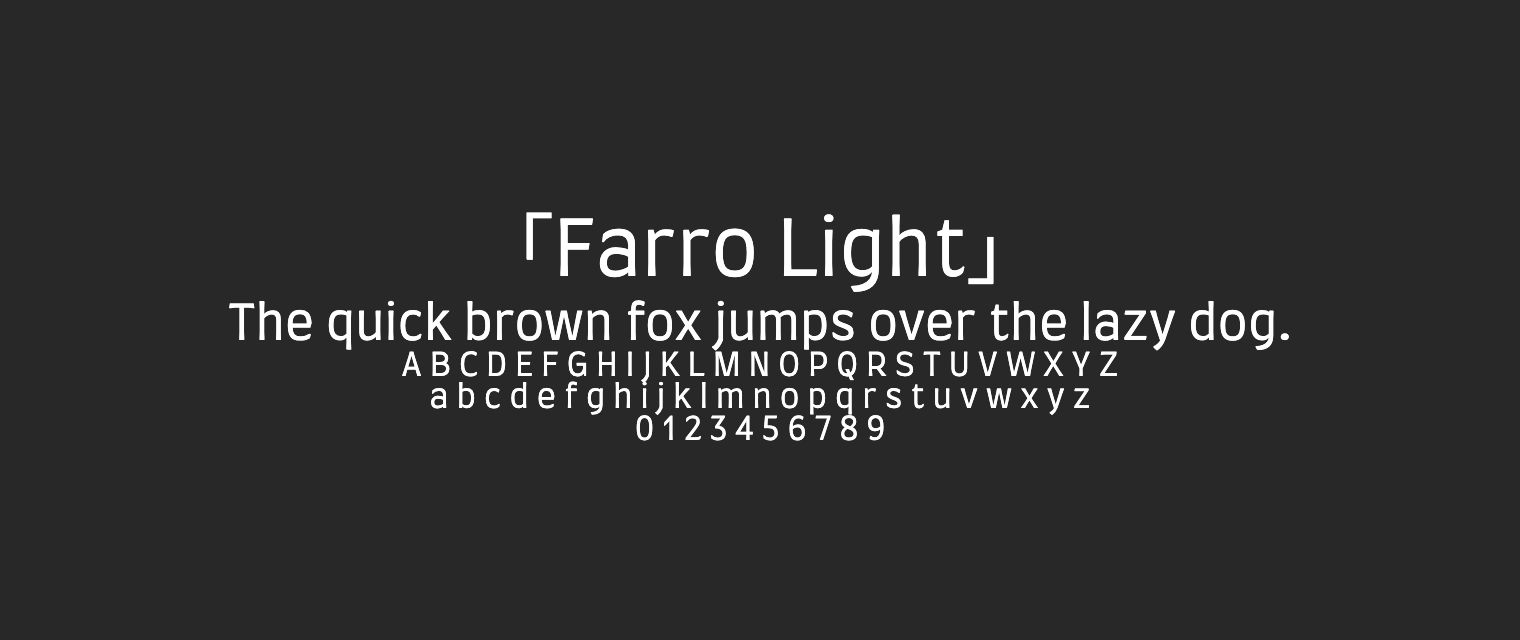 「Farro Light」
The quick brown fox jumps over the lazy dog.
A B C D E F G H I J K L M N O P Q R S T U V W X Y Z
a b c d e f g h i j k l m n o p q r s t u v w x y z
0 1 2 3 4 5 6 7 8 9